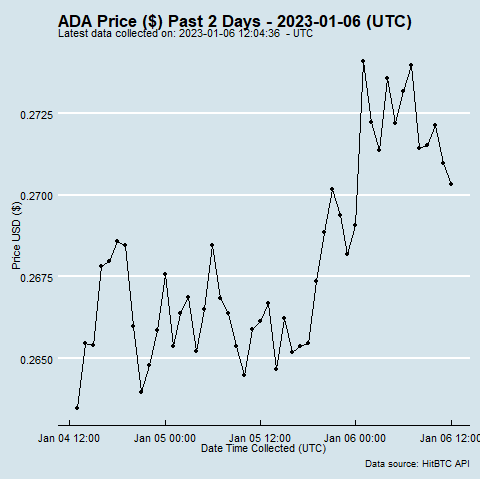 ADA Price ($) Past 2 Days - 2023-01-06 (UTC)
Latest data collected on: 2023-01-06 12:04:36 - UTC
0.2725
0.2700
0.2675
0.2650
Price USD ($)
Jan 04 12:00 Jan 05 00:00 Jan 05 12:00 Jan 06 00:00 Jan 06 12:00
Date Time Collected (UTC)
Data source: HitBTC API